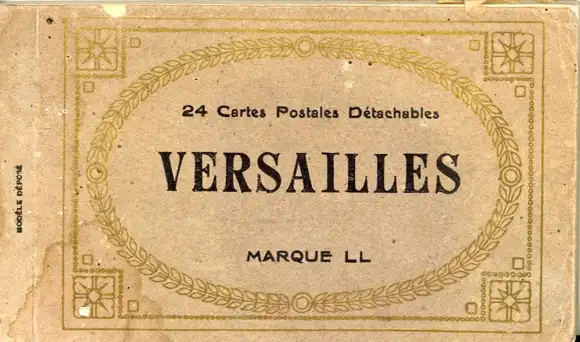 24 Cartes Postales Détachables
VERSAILLES
MARQUE LL
MODÈLE DÉPOSÉ